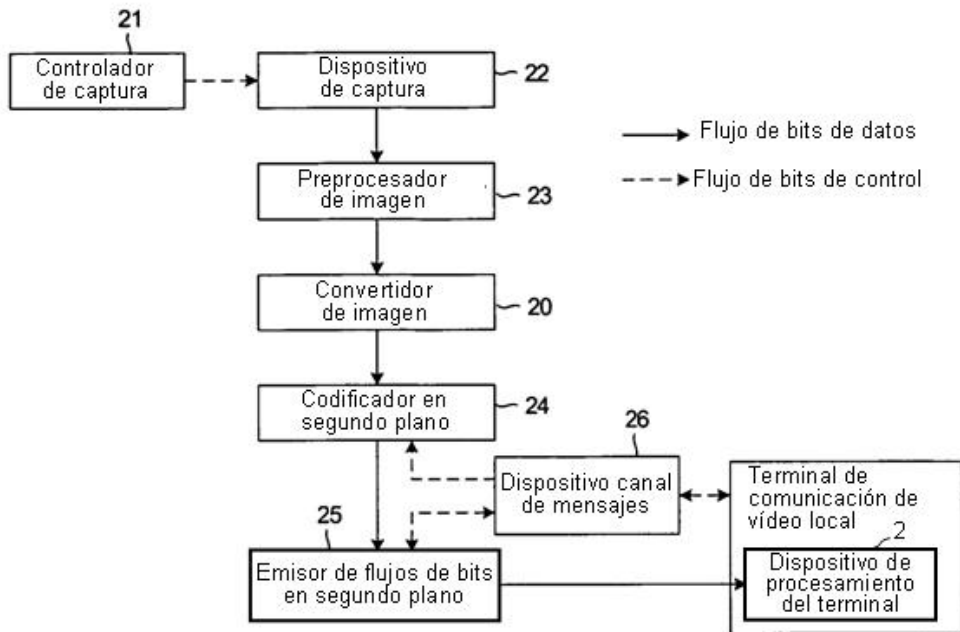 21
Controlador
de captura
Dispositivo
de captura
22
Flujo de bits de datos
Flujo de bits de control
Preprocesador
de imagen
23
Convertidor
de imagen
20
Codificador en
segundo plano
24
26
Dispositivo canal
de mensajes
Terminal de
comunicación de
vídeo local
2
Dispositivo de
procesamiento
del terminal
25
Emisor de flujos de bits
en segundo plano